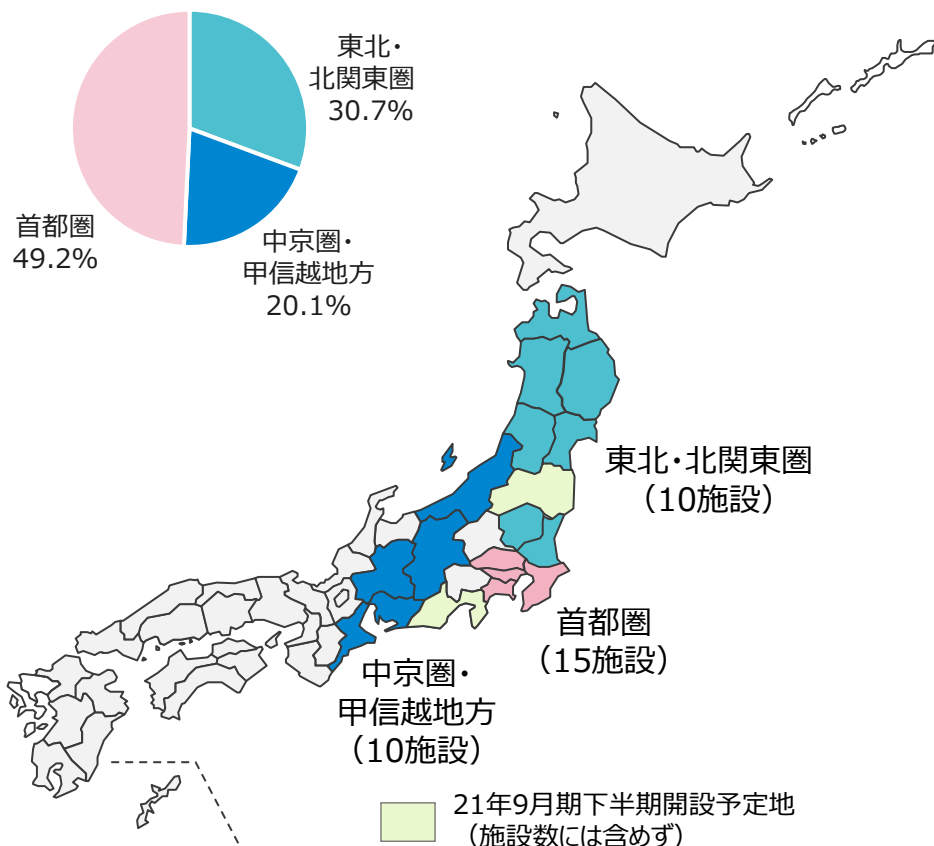 東北・
北関東圏
30.7%
首都圏
49.2%
中京圏・
甲信越地方
20.1%
東北・北関東圏
（10施設）
首都圏
（15施設）
中京圏・
甲信越地方
（10施設）
21年9月期下半期開設予定地
（施設数には含めず）